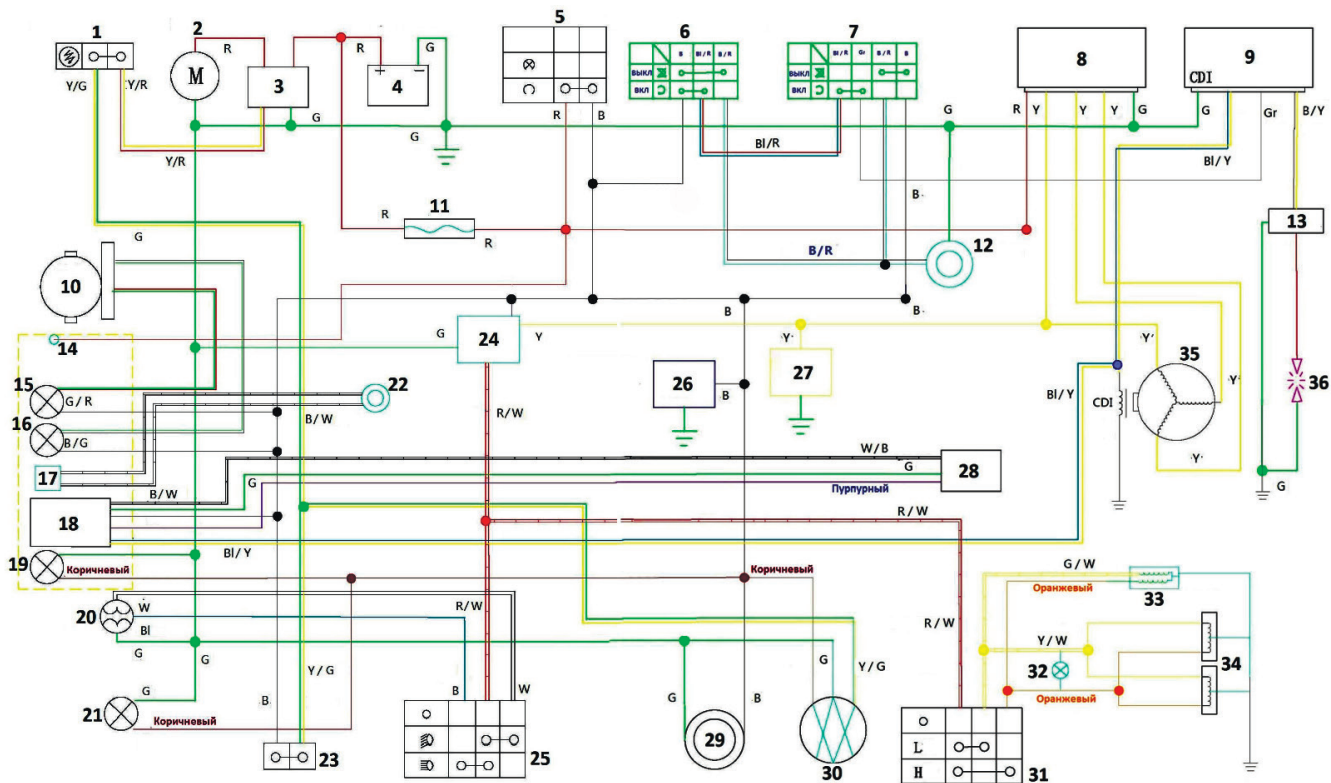 1 2 5 6 7 8 9
R R G
Y/G Y/R M 3 + - 4
B Bl/R B/R
ВЫКЛ
ВКЛ
Bl/R Gr B/R B
ВЫКЛ
ВКЛ
CDI
R Y Y Y G G Gr B/Y
G R B G
Y/R G Bl/R Bl/Y
B
G R 11 R B/R 12 13
10
14 G 24 Y B B
15 22 26 B 27 Y Y 35 36
G/R B/W R/W Y
16 Bl/Y CDI
B/G Y
17 W/B
B/W G G 28 G
18 Пурпурный
R/W
Bl/Y G/W
19 Коричневый Коричневый Оранжевый 33
20 W R/W R/W
Bl Y/W
G G Y/G G Y/G 32 34
G B W G B Оранжевый
21 Коричневый B
23 25 29 30
L
H 31